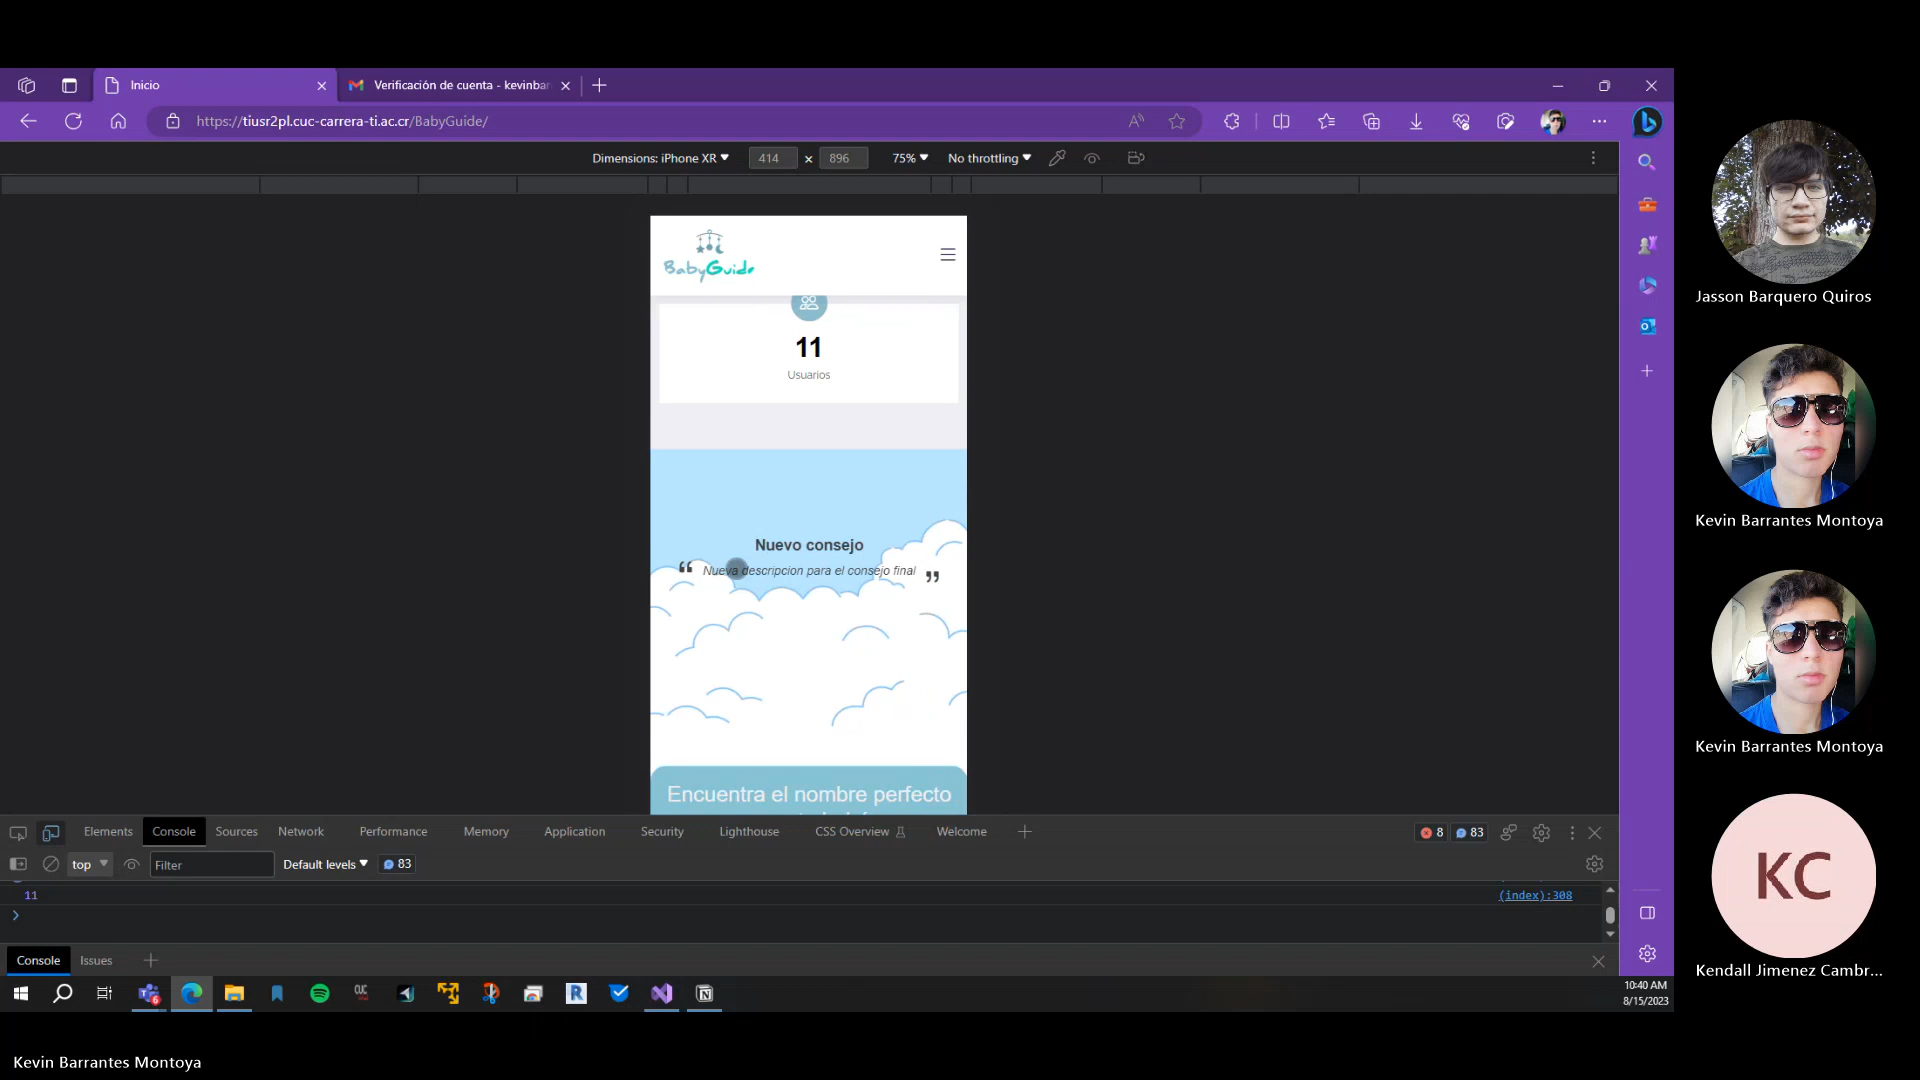 Inicio
Verificación de cuenta - kevinbar
https://tiusr2pl.cuc-carrera-ti.ac.cr/BabyGuide/
Dimensions: iPhone XR
414
×
896
75%
No throttling
BabyGuide
11
Usuarios
Nuevo consejo
“ Nueva descripcion para el consejo final ”
Encuentra el nombre perfecto
Elements
Console
Sources
Network
Performance
Memory
Application
Security
Lighthouse
CSS Overview
Welcome
8
83
top
Filter
Default levels
83
11
(index):308
Console
Issues
CUC
10:40 AM
8/15/2023
Jasson Barquero Quiros
Kevin Barrantes Montoya
Kevin Barrantes Montoya
KC
Kendall Jimenez Cambr...
Kevin Barrantes Montoya